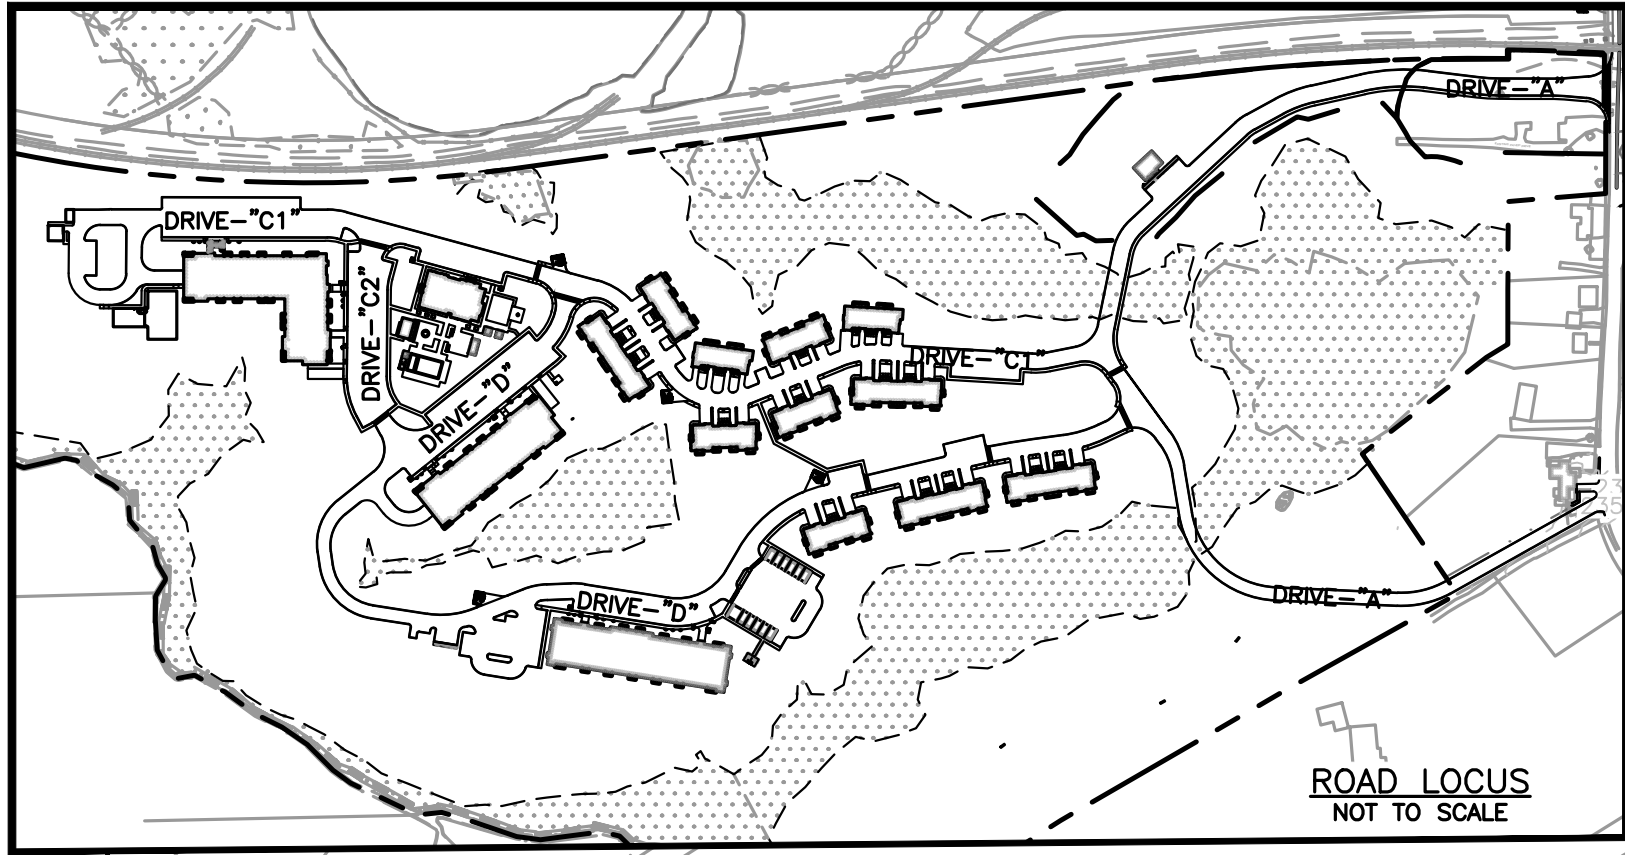 DRIVE-"A"
DRIVE-"C1"
DRIVE-"C2"
DRIVE-"C1"
DRIVE-"D"
DRIVE-"D"
DRIVE-"A"
ROAD LOCUS
NOT TO SCALE